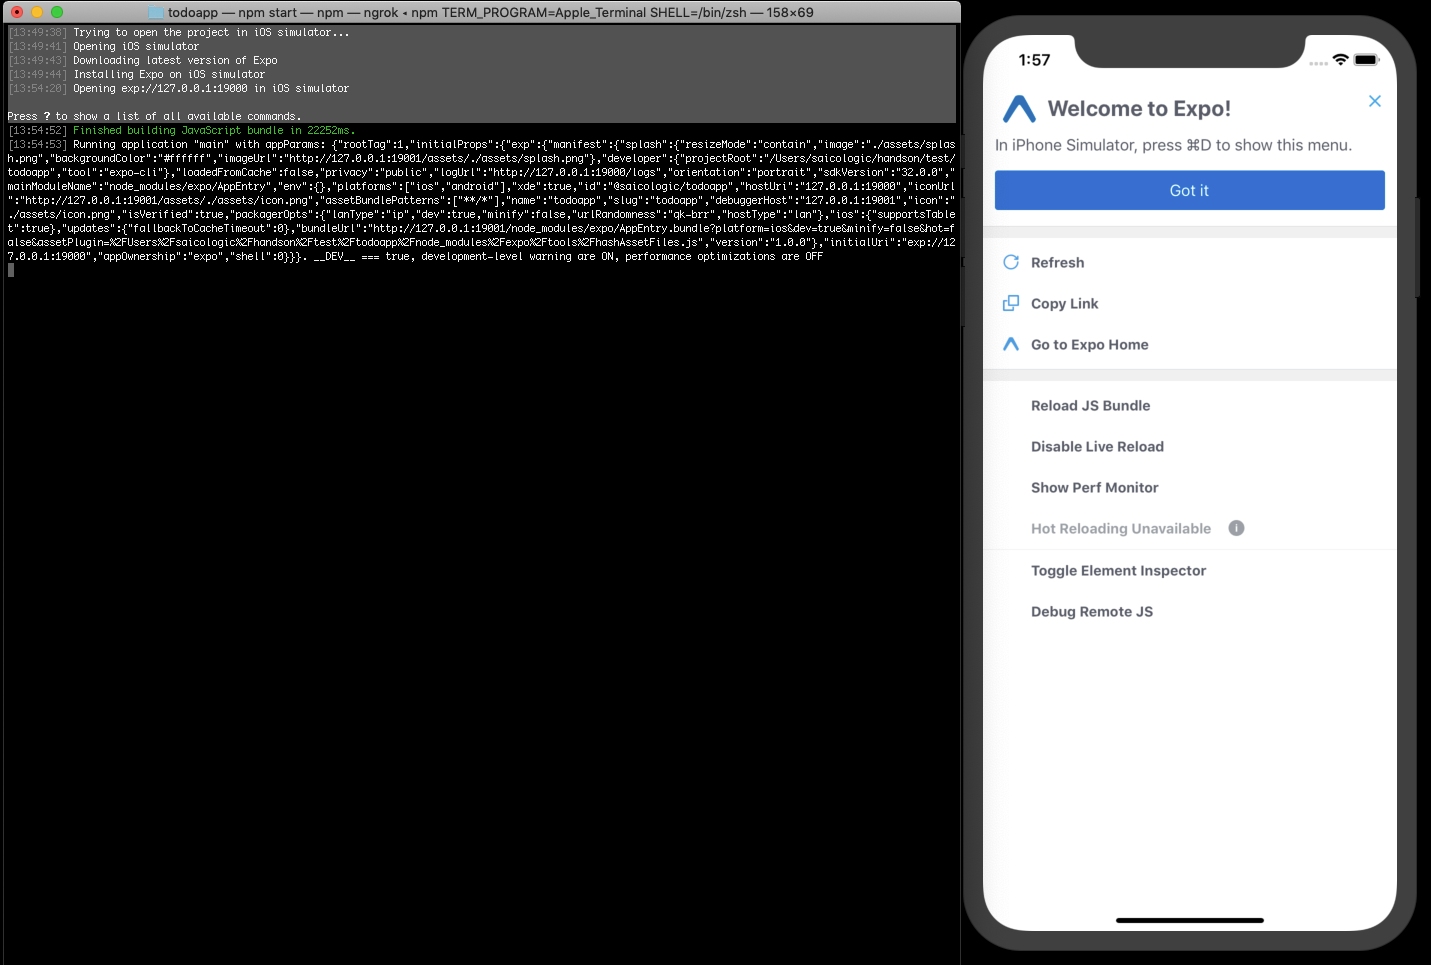 todoapp — npm start — npm — ngrok ◂ npm TERM_PROGRAM=Apple_Terminal SHELL=/bin/zsh — 158×69
[13:49:38] Trying to open the project in iOS simulator...
[13:49:41] Opening iOS simulator
[13:49:43] Downloading latest version of Expo
[13:49:44] Installing Expo on iOS simulator
[13:54:20] Opening exp://127.0.0.1:19000 in iOS simulator
Press ? to show a list of all available commands.
[13:54:52] Finished building JavaScript bundle in 22252ms.
[13:54:53] Running application "main" with appParams: {"rootTag":1,"initialProps":{"exp":{"manifest":{"splash":{"resizeMode":"contain","image":"./assets/splas
h.png","backgroundColor":"#ffffff","imageUrl":"http://127.0.0.1:19001/assets/./assets/splash.png"},"developer":{"projectRoot":"/Users/saicologic/handson/test/
todoapp","tool":"expo-cli"},"loadedFromCache":false,"privacy":"public","logUrl":"http://127.0.0.1:19000/logs","orientation":"portrait","sdkVersion":"32.0.0","
mainModuleName":"node_modules/expo/AppEntry","env":{},"platforms":["ios","android"],"xde":true,"id":"@saicologic/todoapp","hostUri":"127.0.0.1:19000","iconUrl
":"http://127.0.0.1:19001/assets/./assets/icon.png","assetBundlePatterns":["**/*"],"name":"todoapp","slug":"todoapp","debuggerHost":"127.0.0.1:19001","icon":"
./assets/icon.png","isVerified":true,"packagerOpts":{"lanType":"ip","dev":true,"minify":false,"urlRandomness":"qk-brr","hostType":"lan"},"ios":{"supportsTable
t":true},"updates":{"fallbackToCacheTimeout":0},"bundleUrl":"http://127.0.0.1:19001/node_modules/expo/AppEntry.bundle?platform=ios&dev=true&minify=false&hot=f
alse&assetPlugin=%2FUsers%2Fsaicologic%2Fhandson%2Ftest%2Ftodoapp%2Fnode_modules%2Fexpo%2Ftools%2FhashAssetFiles.js","version":"1.0.0"},"initialUri":"exp://12
7.0.0.1:19000","appOwnership":"expo","shell":0}}}. __DEV__ === true, development-level warning are ON, performance optimizations are OFF
1:57
Welcome to Expo!
In iPhone Simulator, press ⌘D to show this menu.
Got it
Refresh
Copy Link
Go to Expo Home
Reload JS Bundle
Disable Live Reload
Show Perf Monitor
Hot Reloading Unavailable
Toggle Element Inspector
Debug Remote JS